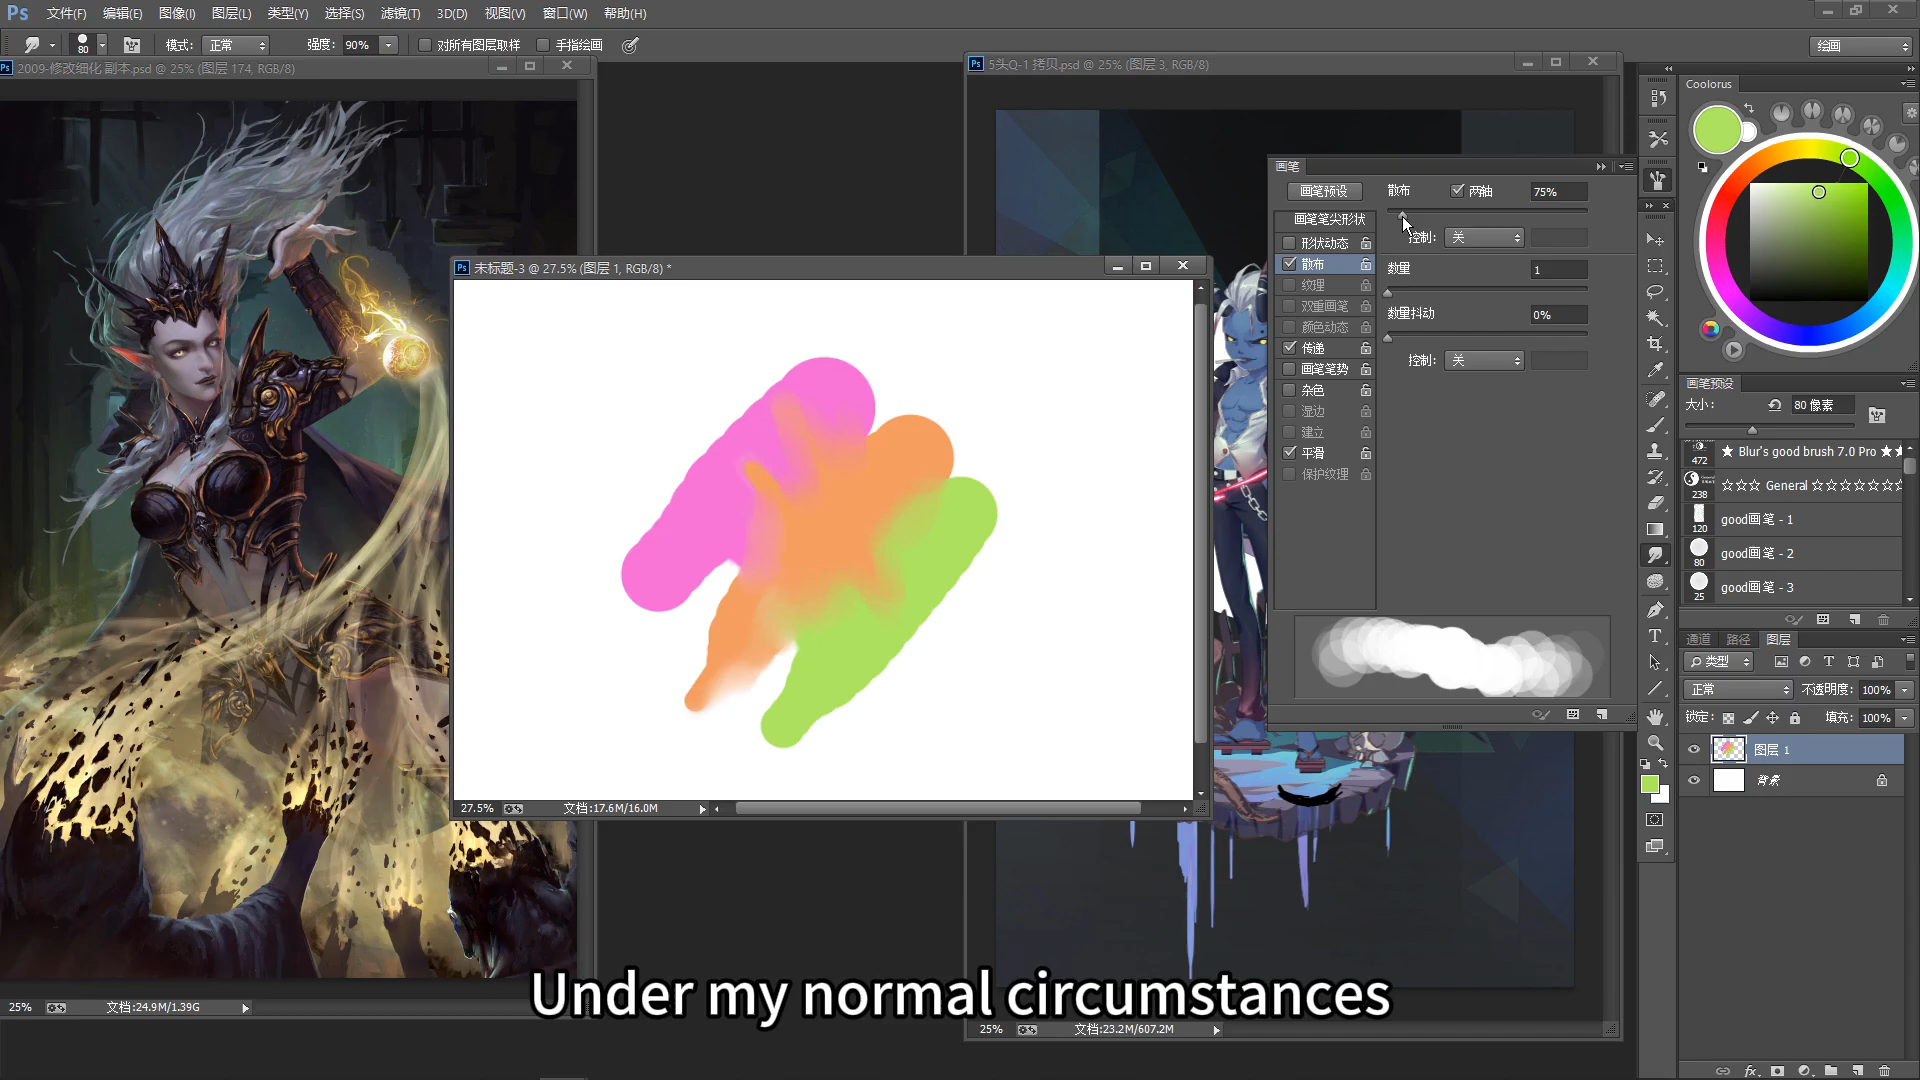 Ps 文件(F) 编辑(E) 图像(I) 图层(L) 类型(Y) 选择(S) 滤镜(T) 3D(D) 视图(V) 窗口(W) 帮助(H)
80 模式: 正常 强度: 90% 对所有图层取样 手指绘画 绘画
Ps 2009-修改细化 副本.psd @ 25% (图层 174, RGB/8)
Ps 5头Q-1 拷贝.psd @ 25% (图层 3, RGB/8)
Ps 未标题-3 @ 27.5% (图层 1, RGB/8) *
27.5% 文档:17.6M/16.0M
25% 文档:24.9M/1.39G
25% 文档:23.2M/607.2M
画笔
画笔预设
画笔笔尖形状
形状动态
散布
纹理
双重画笔
颜色动态
传递
画笔笔势
杂色
湿边
建立
平滑
保护纹理
散布 两轴 75%
控制: 关
数量 1
数量抖动 0%
控制: 关
Coolorus
画笔预设
大小: 80 像素
472 ★ Blur's good brush 7.0 Pro ★
238 ☆☆☆ General ☆☆☆☆☆☆
120 good画笔 - 1
80 good画笔 - 2
25 good画笔 - 3
通道 路径 图层
类型
正常 不透明度: 100%
锁定: 填充: 100%
图层 1
背景
Under my normal circumstances